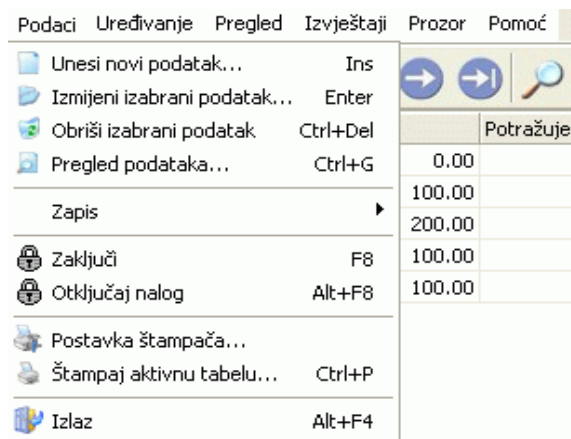 Podaci Uređivanje Pregled Izvještaji Prozor Pomoć
Unesi novi podatak... Ins
Izmijeni izabrani podatak... Enter
Obriši izabrani podatak Ctrl+Del
Potražuje
Pregled podataka... Ctrl+G
0.00
100.00
Zapis
200.00
Zaključi F8
100.00
Otključaj nalog Alt+F8
100.00
Postavka štampača...
Štampaj aktivnu tabelu... Ctrl+P
Izlaz Alt+F4